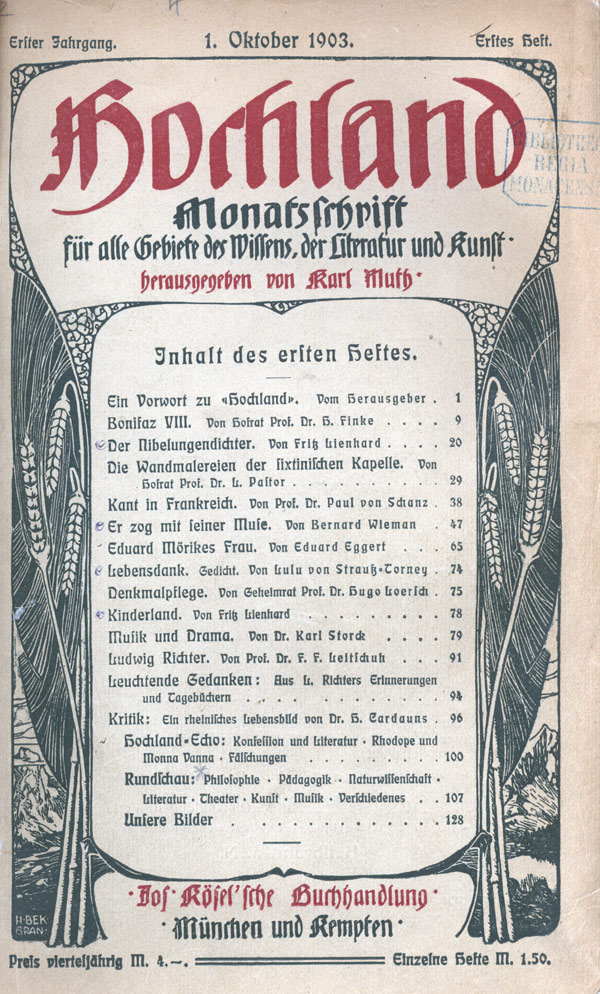 Erster Jahrgang. 1. Oktober 1903. Erstes Heft.
Hochland
Monatsschrift
für alle Gebiete des Wissens, der Literatur und Kunst·
herausgegeben von Karl Muth·
BIBLIOTHECA
REGIA
MONACENSIS
Inhalt des ersten Heftes.
Ein Vorwort zu «Hochland». Vom Herausgeber . 1
Bonifaz VIII. Von Hofrat Prof. Dr. H. Finke . . . . 9
Der Nibelungendichter. Von Fritz Lienhard . . . . 20
Die Wandmalereien der sixtinischen Kapelle. Von
Hofrat Prof. Dr. L. Pastor . . . . . . . . . . 29
Kant in Frankreich. Von Prof. Dr. Paul von Schanz . 38
Er zog mit seiner Muse. Von Bernard Wieman . 47
Eduard Mörikes Frau. Von Eduard Eggert . . . 65
Lebensdank. Gedicht. Von Lulu von Strauß-Torney . 74
Denkmalpflege. Von Geheimrat Prof. Dr. Hugo Loersch . 75
Kinderland. Von Fritz Lienhard . . . . . 78
Musik und Drama. Von Dr. Karl Storck . . . . 79
Ludwig Richter. Von Prof. Dr. F. F. Leitschuh . . . . 91
Leuchtende Gedanken: Aus L. Richters Erinnerungen
und Tagebüchern . . . . . . . . . . 94
Kritik: Ein rheinisches Lebensbild von Dr. H. Cardauns . 96
Hochland-Echo: Konfession und Literatur · Rhodope und
Monna Vanna · Fälschungen . . . . . . . 100
Rundschau: Philosophie · Pädagogik · Naturwissenschaft ·
Literatur · Theater · Kunst · Musik · Verschiedenes . . 107
Unsere Bilder . . . . . . . . . . . . 128
·Jos· Kösel'sche Buchhandlung·
·München und Kempten·
H·BEK
GRAN·
Preis vierteljährig M. 4.—. Einzelne Hefte M. 1.50.